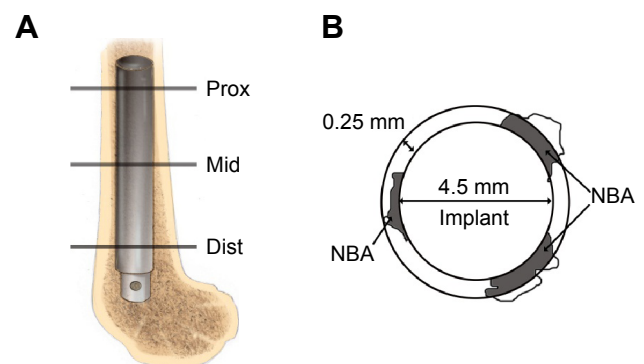 A
Prox
Mid
Dist
B
0.25 mm
4.5 mm
Implant
NBA
NBA